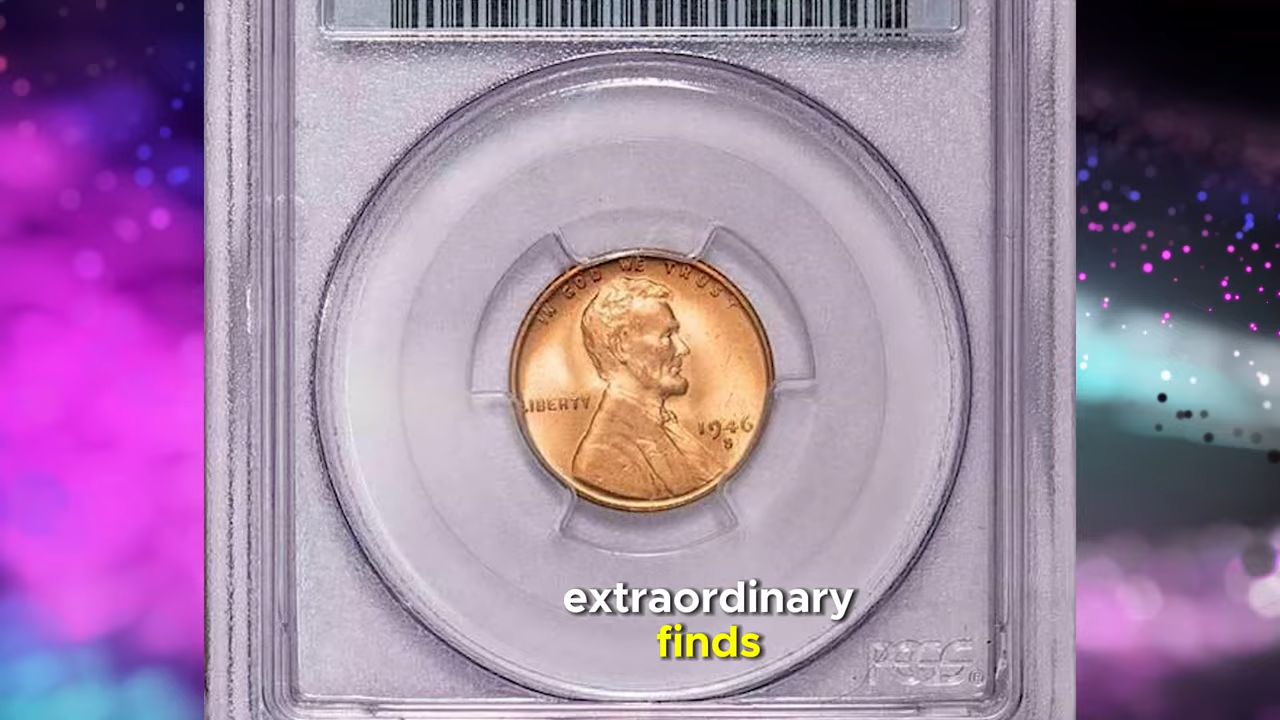 IN GOD WE TRUST
LIBERTY
1946
S
extraordinary
finds
PCGS